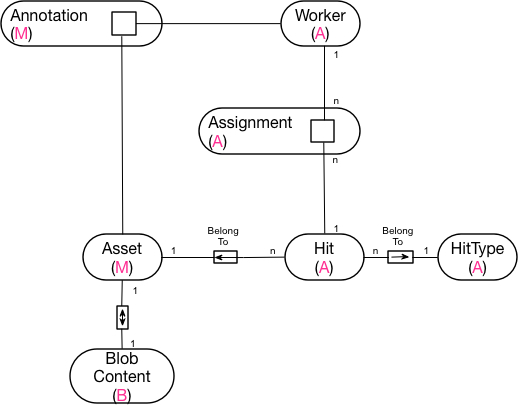 Annotation
(M)
Worker
(A)
1
n
Assignment
(A)
n
1
Belong
To
Belong
To
Asset
(M)
1
n
Hit
(A)
n
1
HitType
(A)
1
1
Blob
Content
(B)